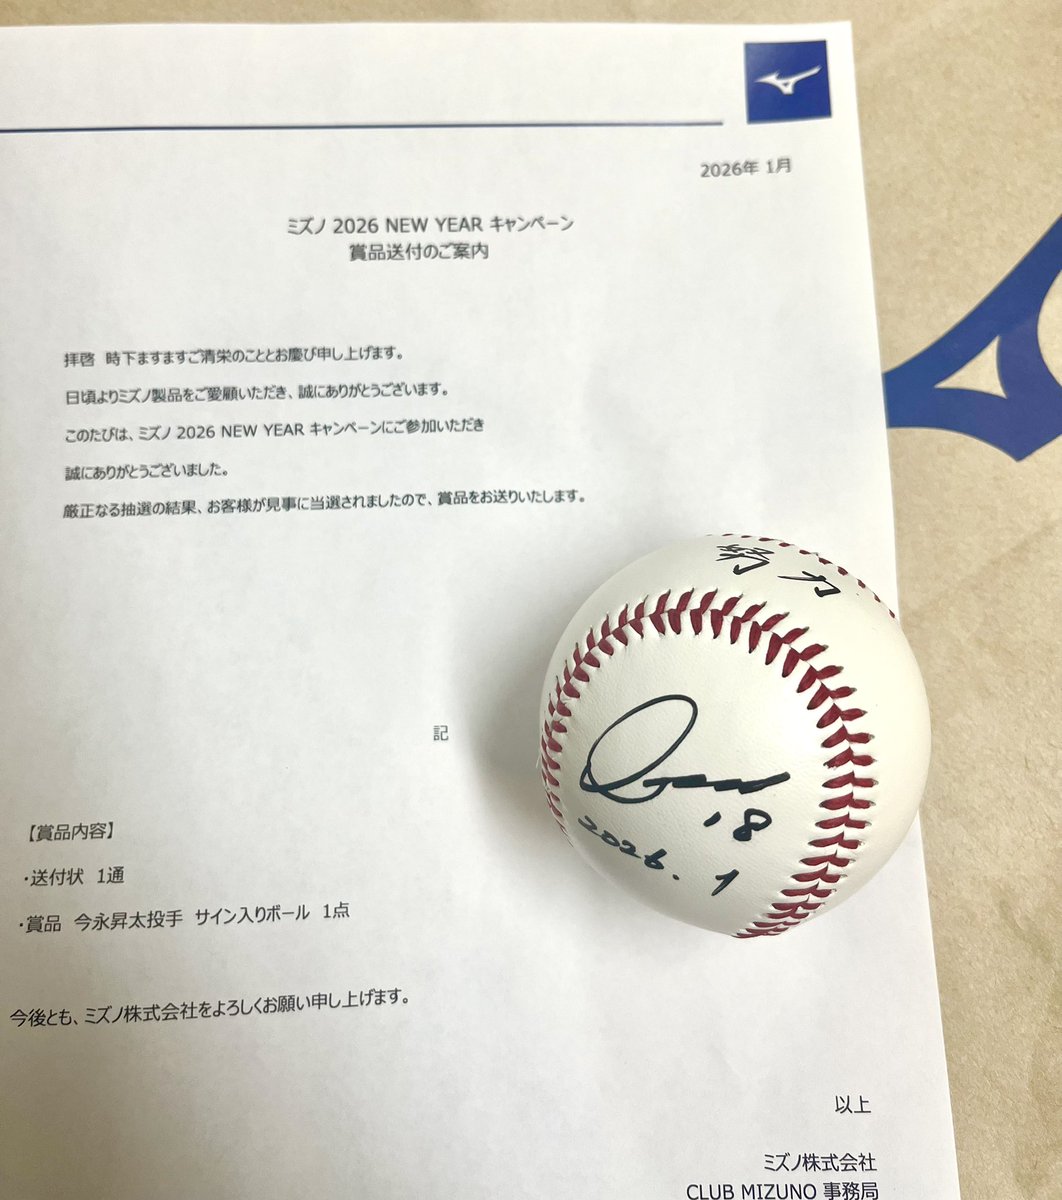 2026年 1月
ミズノ 2026 NEW YEAR キャンペーン
賞品送付のご案内
拝啓 時下ますますご清栄のこととお慶び申し上げます。
日頃よりミズノ製品をご愛顧いただき、誠にありがとうございます。
このたびは、ミズノ 2026 NEW YEAR キャンペーンにご参加いただき
誠にありがとうございました。
厳正なる抽選の結果、お客様が見事に当選されましたので、賞品をお送りいたします。
記
【賞品内容】
・送付状 1通
・賞品 今永昇太投手 サイン入りボール 1点
今後とも、ミズノ株式会社をよろしくお願い申し上げます。
以上
ミズノ株式会社
CLUB MIZUNO 事務局
努力
18
2026.1